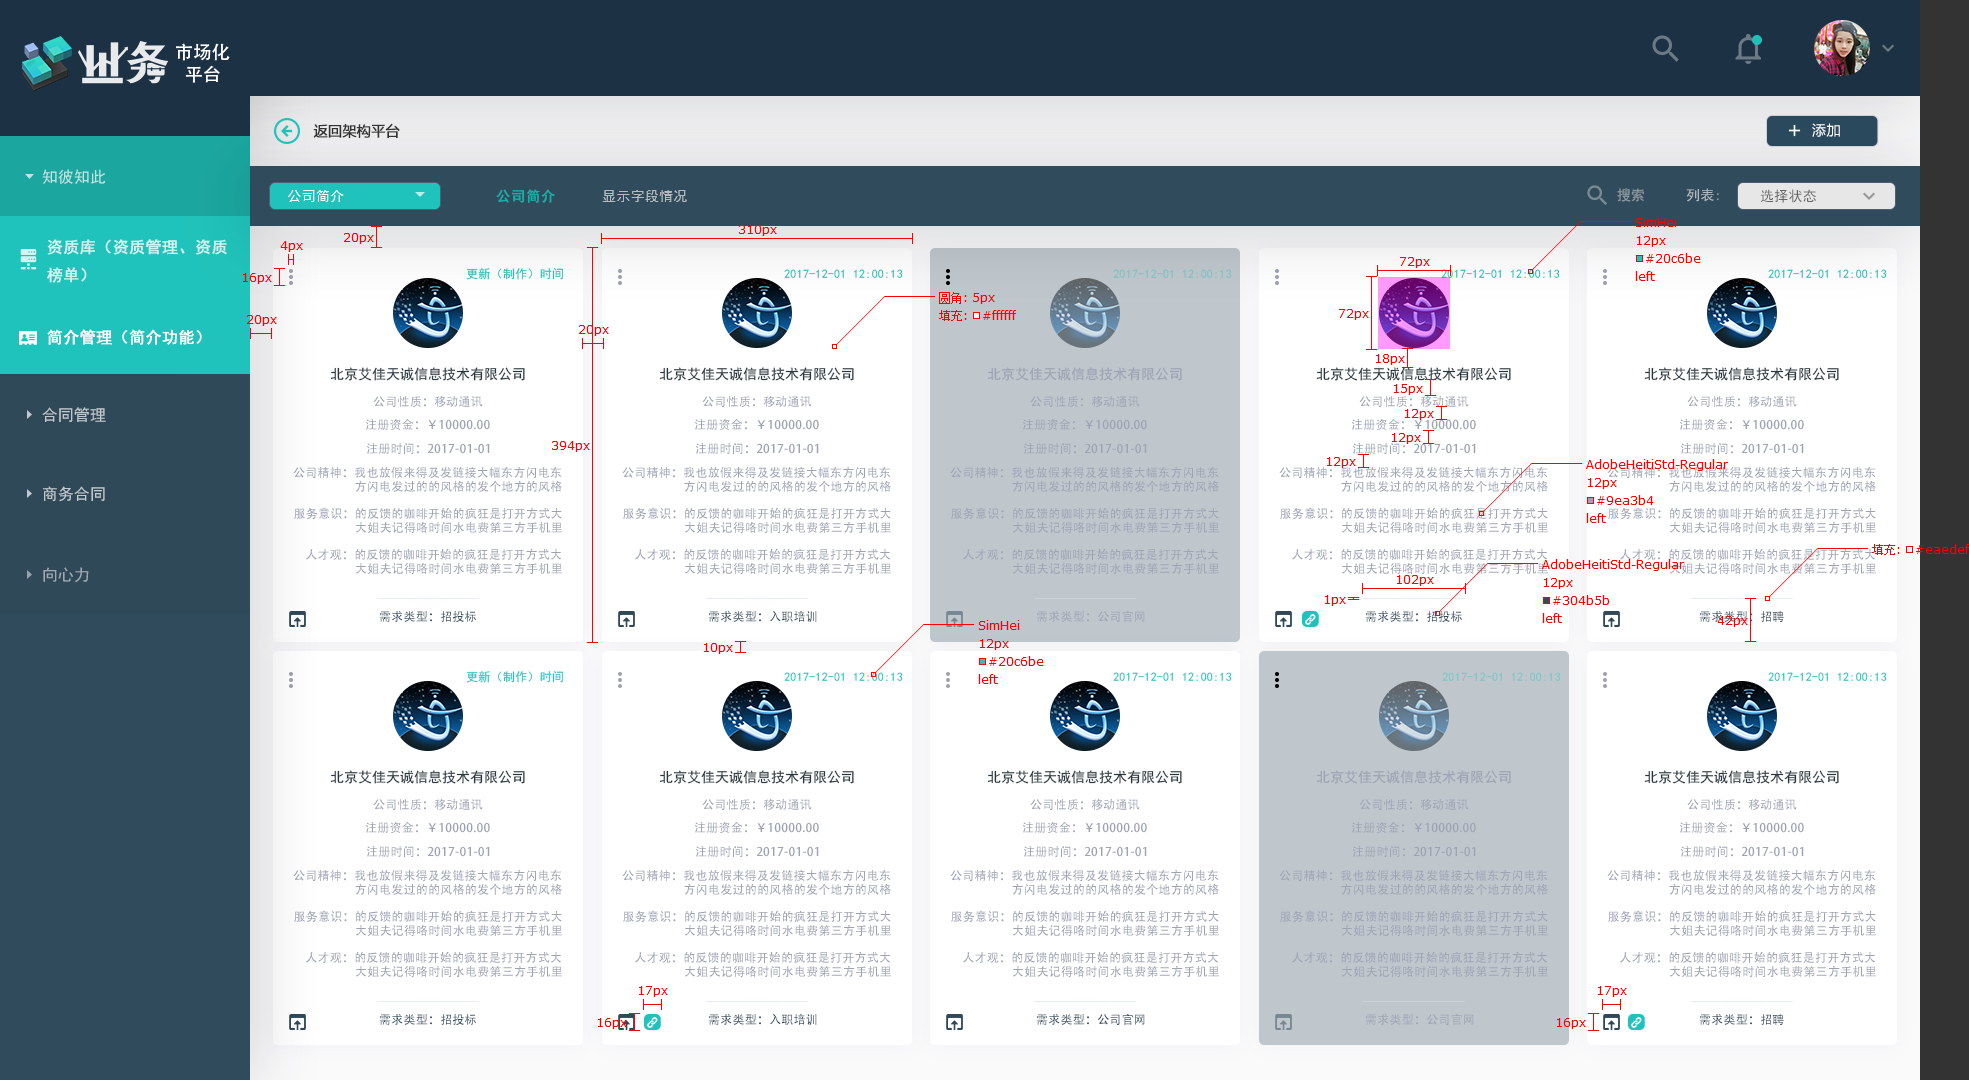 业务 市场化
平台
返回架构平台
+ 添加
知彼知此
资质库（资质管理、资质
榜单）
简介管理（简介功能）
合同管理
商务合同
向心力
公司简介
公司简介
显示字段情况
搜索
列表：
选择状态
20px
4px
16px
20px
310px
394px
20px
SimHei
12px
#20c6be
left
更新（制作）时间
北京艾佳天诚信息技术有限公司
公司性质：移动通讯
注册资金：￥10000.00
注册时间：2017-01-01
公司精神：我也放假来得及发链接大幅东方闪电东
方闪电发过的的风格的发个地方的风格
服务意识：的反馈的咖啡开始的疯狂是打开方式大
大姐夫记得咯时间水电费第三方手机里
人才观：的反馈的咖啡开始的疯狂是打开方式大
大姐夫记得咯时间水电费第三方手机里
需求类型：招投标
2017-12-01 12:00:13
北京艾佳天诚信息技术有限公司
公司性质：移动通讯
注册资金：￥10000.00
注册时间：2017-01-01
公司精神：我也放假来得及发链接大幅东方闪电东
方闪电发过的的风格的发个地方的风格
服务意识：的反馈的咖啡开始的疯狂是打开方式大
大姐夫记得咯时间水电费第三方手机里
人才观：的反馈的咖啡开始的疯狂是打开方式大
大姐夫记得咯时间水电费第三方手机里
需求类型：入职培训
圆角：5px
填充：#ffffff
2017-12-01 12:00:13
北京艾佳天诚信息技术有限公司
公司性质：移动通讯
注册资金：￥10000.00
注册时间：2017-01-01
公司精神：我也放假来得及发链接大幅东方闪电东
方闪电发过的的风格的发个地方的风格
服务意识：的反馈的咖啡开始的疯狂是打开方式大
大姐夫记得咯时间水电费第三方手机里
人才观：的反馈的咖啡开始的疯狂是打开方式大
大姐夫记得咯时间水电费第三方手机里
需求类型：公司官网
72px
2017-12-01 12:00:13
72px
18px
北京艾佳天诚信息技术有限公司
15px
公司性质：移动通讯
12px
注册资金：￥10000.00
12px
注册时间：2017-01-01
12px
公司精神：我也放假来得及发链接大幅东方闪电东
方闪电发过的的风格的发个地方的风格
服务意识：的反馈的咖啡开始的疯狂是打开方式大
大姐夫记得咯时间水电费第三方手机里
人才观：的反馈的咖啡开始的疯狂是打开方式大
大姐夫记得咯时间水电费第三方手机里
102px
1px
需求类型：招投标
AdobeHeitiStd-Regular
12px
#9ea3b4
left
AdobeHeitiStd-Regular
12px
#304b5b
left
2017-12-01 12:00:13
北京艾佳天诚信息技术有限公司
公司性质：移动通讯
注册资金：￥10000.00
注册时间：2017-01-01
公司精神：我也放假来得及发链接大幅东方闪电东
方闪电发过的的风格的发个地方的风格
服务意识：的反馈的咖啡开始的疯狂是打开方式大
大姐夫记得咯时间水电费第三方手机里
人才观：的反馈的咖啡开始的疯狂是打开方式大
大姐夫记得咯时间水电费第三方手机里
填充：#eaedef
需求类型：招聘
42px
10px
SimHei
12px
#20c6be
left
更新（制作）时间
北京艾佳天诚信息技术有限公司
公司性质：移动通讯
注册资金：￥10000.00
注册时间：2017-01-01
公司精神：我也放假来得及发链接大幅东方闪电东
方闪电发过的的风格的发个地方的风格
服务意识：的反馈的咖啡开始的疯狂是打开方式大
大姐夫记得咯时间水电费第三方手机里
人才观：的反馈的咖啡开始的疯狂是打开方式大
大姐夫记得咯时间水电费第三方手机里
需求类型：招投标
2017-12-01 12:00:13
北京艾佳天诚信息技术有限公司
公司性质：移动通讯
注册资金：￥10000.00
注册时间：2017-01-01
公司精神：我也放假来得及发链接大幅东方闪电东
方闪电发过的的风格的发个地方的风格
服务意识：的反馈的咖啡开始的疯狂是打开方式大
大姐夫记得咯时间水电费第三方手机里
人才观：的反馈的咖啡开始的疯狂是打开方式大
大姐夫记得咯时间水电费第三方手机里
17px
16px
需求类型：入职培训
2017-12-01 12:00:13
北京艾佳天诚信息技术有限公司
公司性质：移动通讯
注册资金：￥10000.00
注册时间：2017-01-01
公司精神：我也放假来得及发链接大幅东方闪电东
方闪电发过的的风格的发个地方的风格
服务意识：的反馈的咖啡开始的疯狂是打开方式大
大姐夫记得咯时间水电费第三方手机里
人才观：的反馈的咖啡开始的疯狂是打开方式大
大姐夫记得咯时间水电费第三方手机里
需求类型：公司官网
2017-12-01 12:00:13
北京艾佳天诚信息技术有限公司
公司性质：移动通讯
注册资金：￥10000.00
注册时间：2017-01-01
公司精神：我也放假来得及发链接大幅东方闪电东
方闪电发过的的风格的发个地方的风格
服务意识：的反馈的咖啡开始的疯狂是打开方式大
大姐夫记得咯时间水电费第三方手机里
人才观：的反馈的咖啡开始的疯狂是打开方式大
大姐夫记得咯时间水电费第三方手机里
需求类型：公司官网
2017-12-01 12:00:13
北京艾佳天诚信息技术有限公司
公司性质：移动通讯
注册资金：￥10000.00
注册时间：2017-01-01
公司精神：我也放假来得及发链接大幅东方闪电东
方闪电发过的的风格的发个地方的风格
服务意识：的反馈的咖啡开始的疯狂是打开方式大
大姐夫记得咯时间水电费第三方手机里
人才观：的反馈的咖啡开始的疯狂是打开方式大
大姐夫记得咯时间水电费第三方手机里
17px
16px
需求类型：招聘